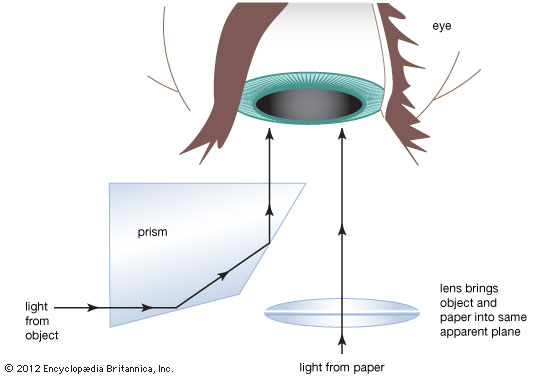 eye
prism
light
from
object
lens brings
object and
paper into same
apparent plane
light from paper
© 2012 Encyclopædia Britannica, Inc.